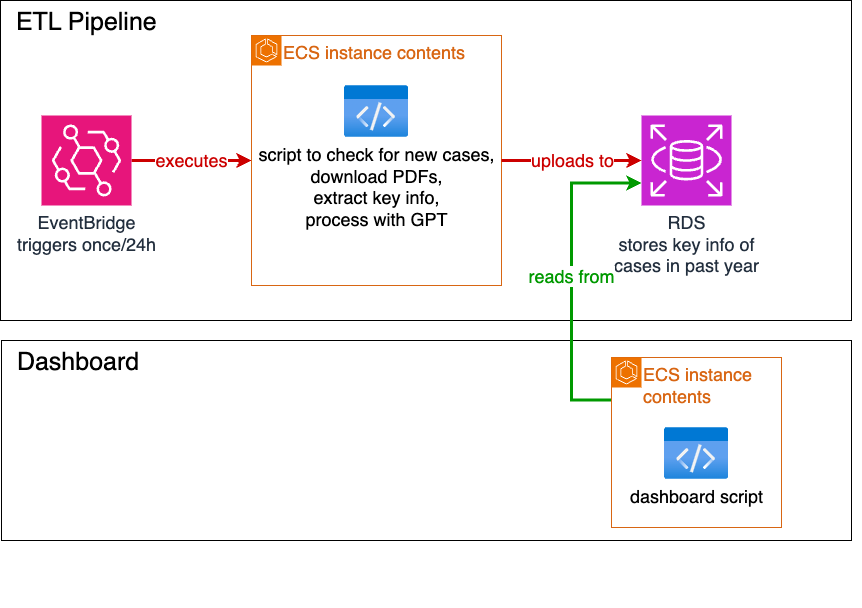 ETL Pipeline
ECS instance contents
script to check for new cases,
download PDFs,
extract key info,
process with GPT
executes
uploads to
EventBridge
triggers once/24h
RDS
stores key info of
cases in past year
reads from
Dashboard
ECS instance
contents
dashboard script